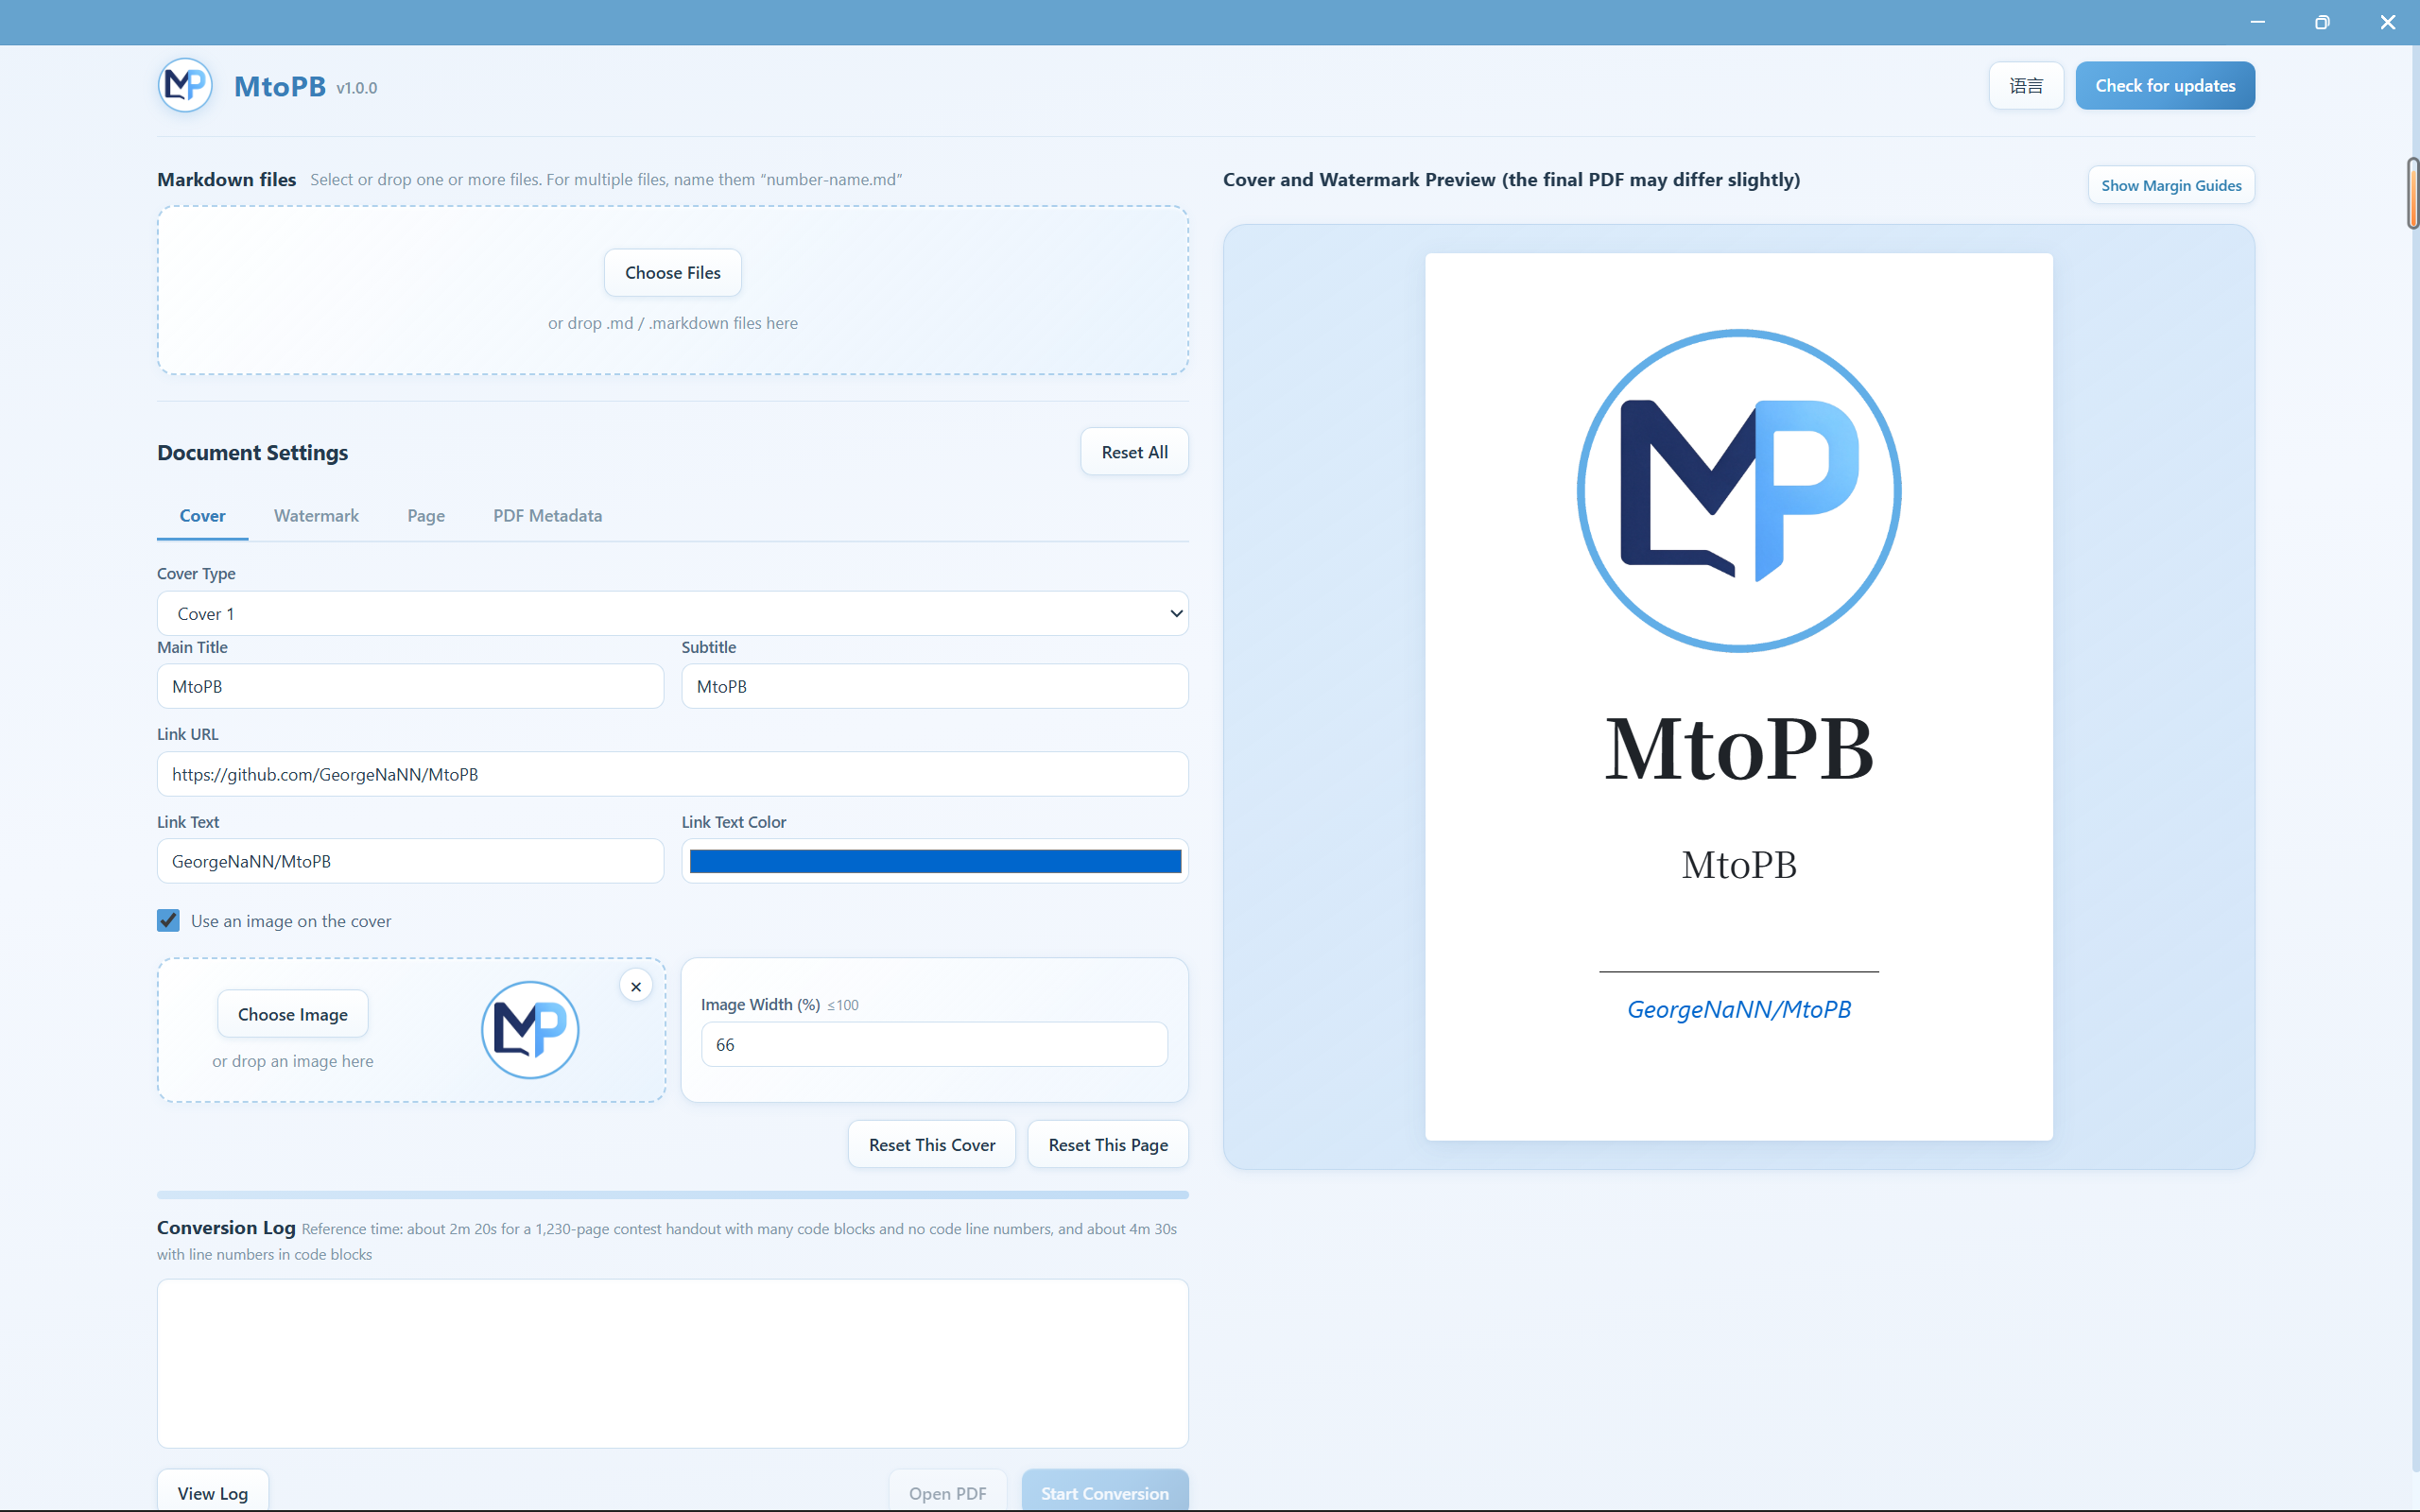 MP
MtoPB v1.0.0
语言
Check for updates
Markdown files Select or drop one or more files. For multiple files, name them “number-name.md”
Choose Files
or drop .md / .markdown files here
Document Settings
Reset All
Cover
Watermark
Page
PDF Metadata
Cover Type
Cover 1
Main Title
Subtitle
MtoPB
MtoPB
Link URL
https://github.com/GeorgeNaNN/MtoPB
Link Text
Link Text Color
GeorgeNaNN/MtoPB
Use an image on the cover
Choose Image
or drop an image here
MP
Image Width (%) ≤100
66
Reset This Cover
Reset This Page
Conversion Log Reference time: about 2m 20s for a 1,230-page contest handout with many code blocks and no code line numbers, and about 4m 30s
with line numbers in code blocks
View Log
Open PDF
Start Conversion
Cover and Watermark Preview (the final PDF may differ slightly)
Show Margin Guides
MP
MtoPB
MtoPB
GeorgeNaNN/MtoPB